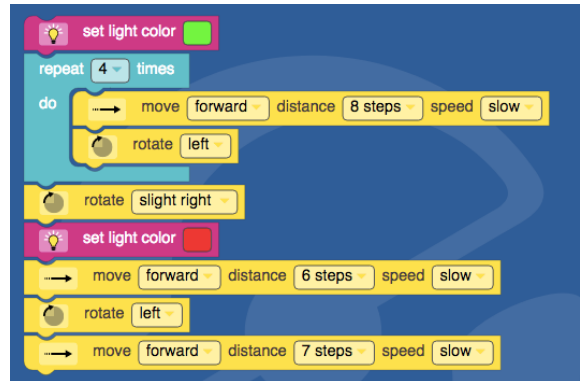 set light color
repeat 4 times
do move forward distance 8 steps speed slow
rotate left
rotate slight right
set light color
move forward distance 6 steps speed slow
rotate left
move forward distance 7 steps speed slow